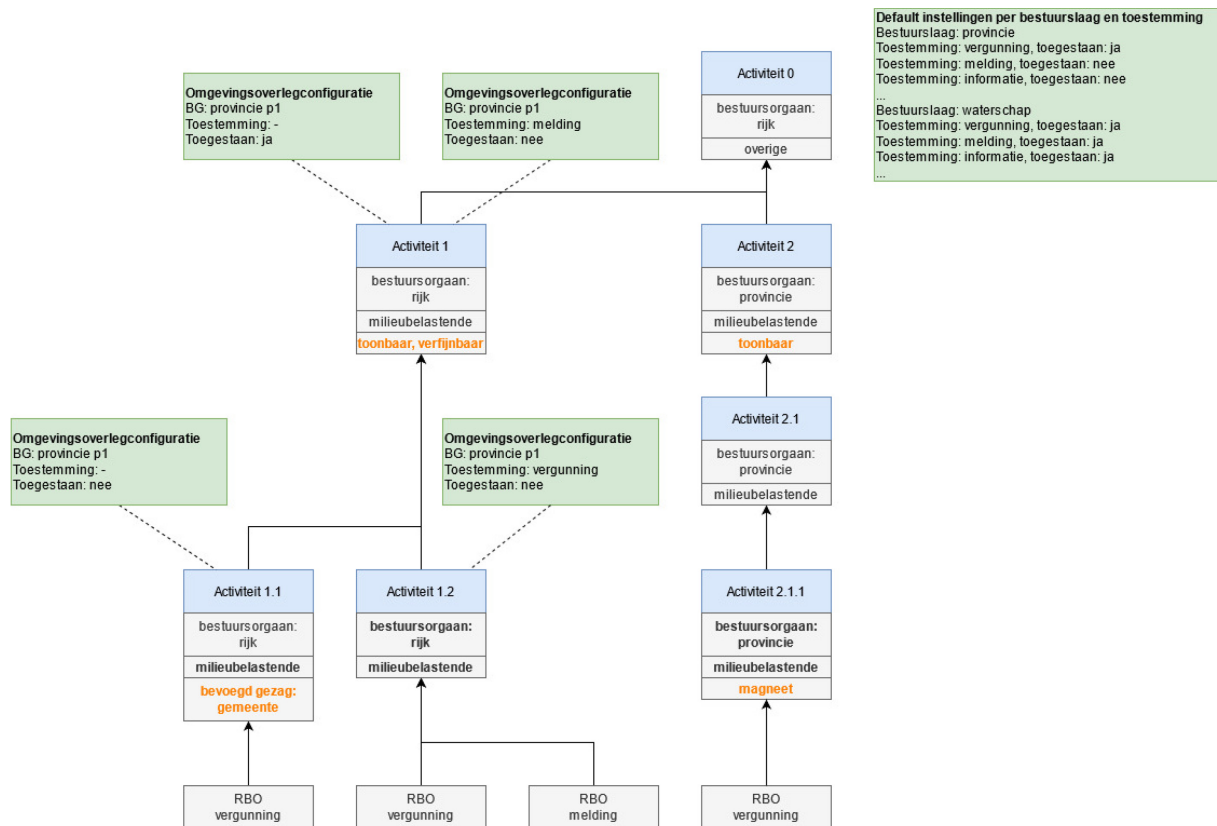 Default instellingen per bestuurslaag en toestemming
Bestuurslaag: provincie
Toestemming: vergunning, toegestaan: ja
Toestemming: melding, toegestaan: nee
Toestemming: informatie, toegestaan: nee
...
Bestuurslaag: waterschap
Toestemming: vergunning, toegestaan: ja
Toestemming: melding, toegestaan: ja
Toestemming: informatie, toegestaan: ja
...
Activiteit 0
bestuursorgaan:
rijk
overige
Omgevingsoverlegconfiguratie
BG: provincie p1
Toestemming: -
Toegestaan: ja
Omgevingsoverlegconfiguratie
BG: provincie p1
Toestemming: melding
Toegestaan: nee
Activiteit 1
bestuursorgaan:
rijk
milieubelastende
toonbaar, verfijnbaar
Activiteit 2
bestuursorgaan:
provincie
milieubelastende
toonbaar
Omgevingsoverlegconfiguratie
BG: provincie p1
Toestemming: -
Toegestaan: nee
Omgevingsoverlegconfiguratie
BG: provincie p1
Toestemming: vergunning
Toegestaan: nee
Activiteit 2.1
bestuursorgaan:
provincie
milieubelastende
Activiteit 1.1
bestuursorgaan:
rijk
milieubelastende
bevoegd gezag:
gemeente
Activiteit 1.2
bestuursorgaan:
rijk
milieubelastende
Activiteit 2.1.1
bestuursorgaan:
provincie
milieubelastende
magneet
RBO
vergunning
RBO
vergunning
RBO
melding
RBO
vergunning